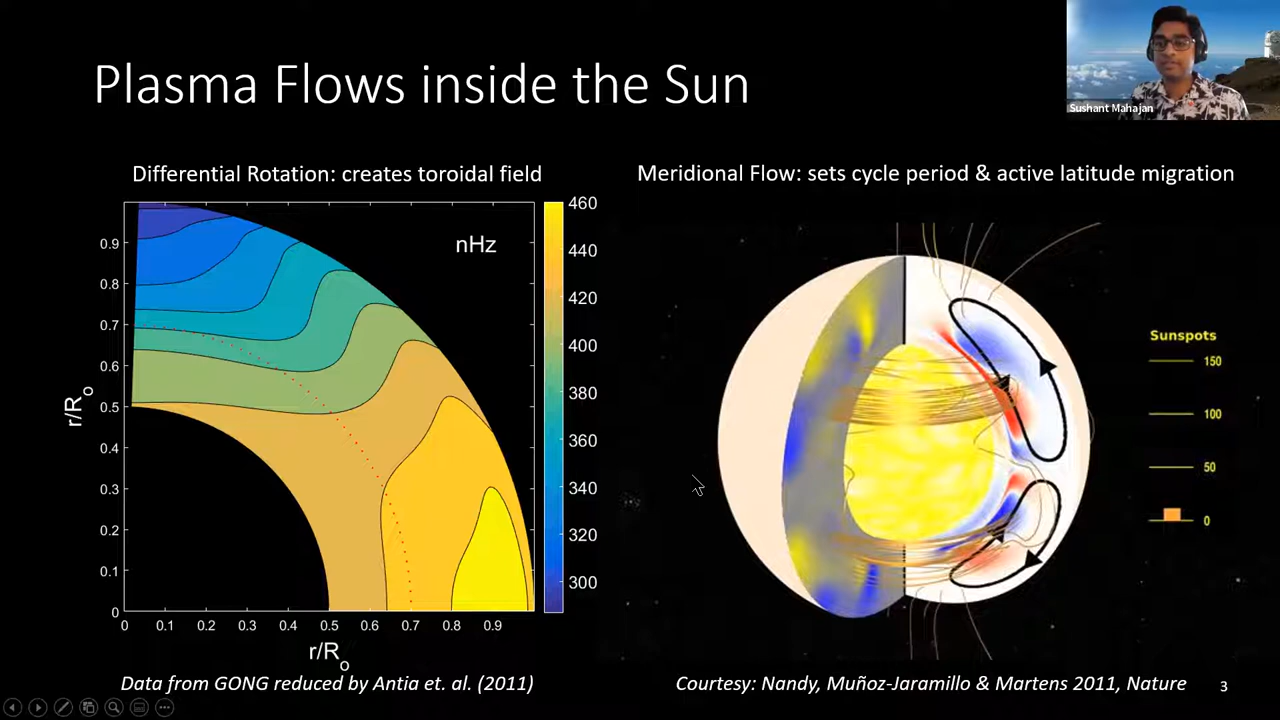 Plasma Flows inside the Sun
Sushant Mahajan
Differential Rotation: creates toroidal field
Meridional Flow: sets cycle period & active latitude migration
nHz
460
440
420
400
380
360
340
320
300
0.9
0.8
0.7
0.6
0.5
0.4
0.3
0.2
0.1
0
r/Ro
0 0.1 0.2 0.3 0.4 0.5 0.6 0.7 0.8 0.9
r/Ro
Sunspots
150
100
50
0
Data from GONG reduced by Antia et. al. (2011)
Courtesy: Nandy, Muñoz-Jaramillo & Martens 2011, Nature
3